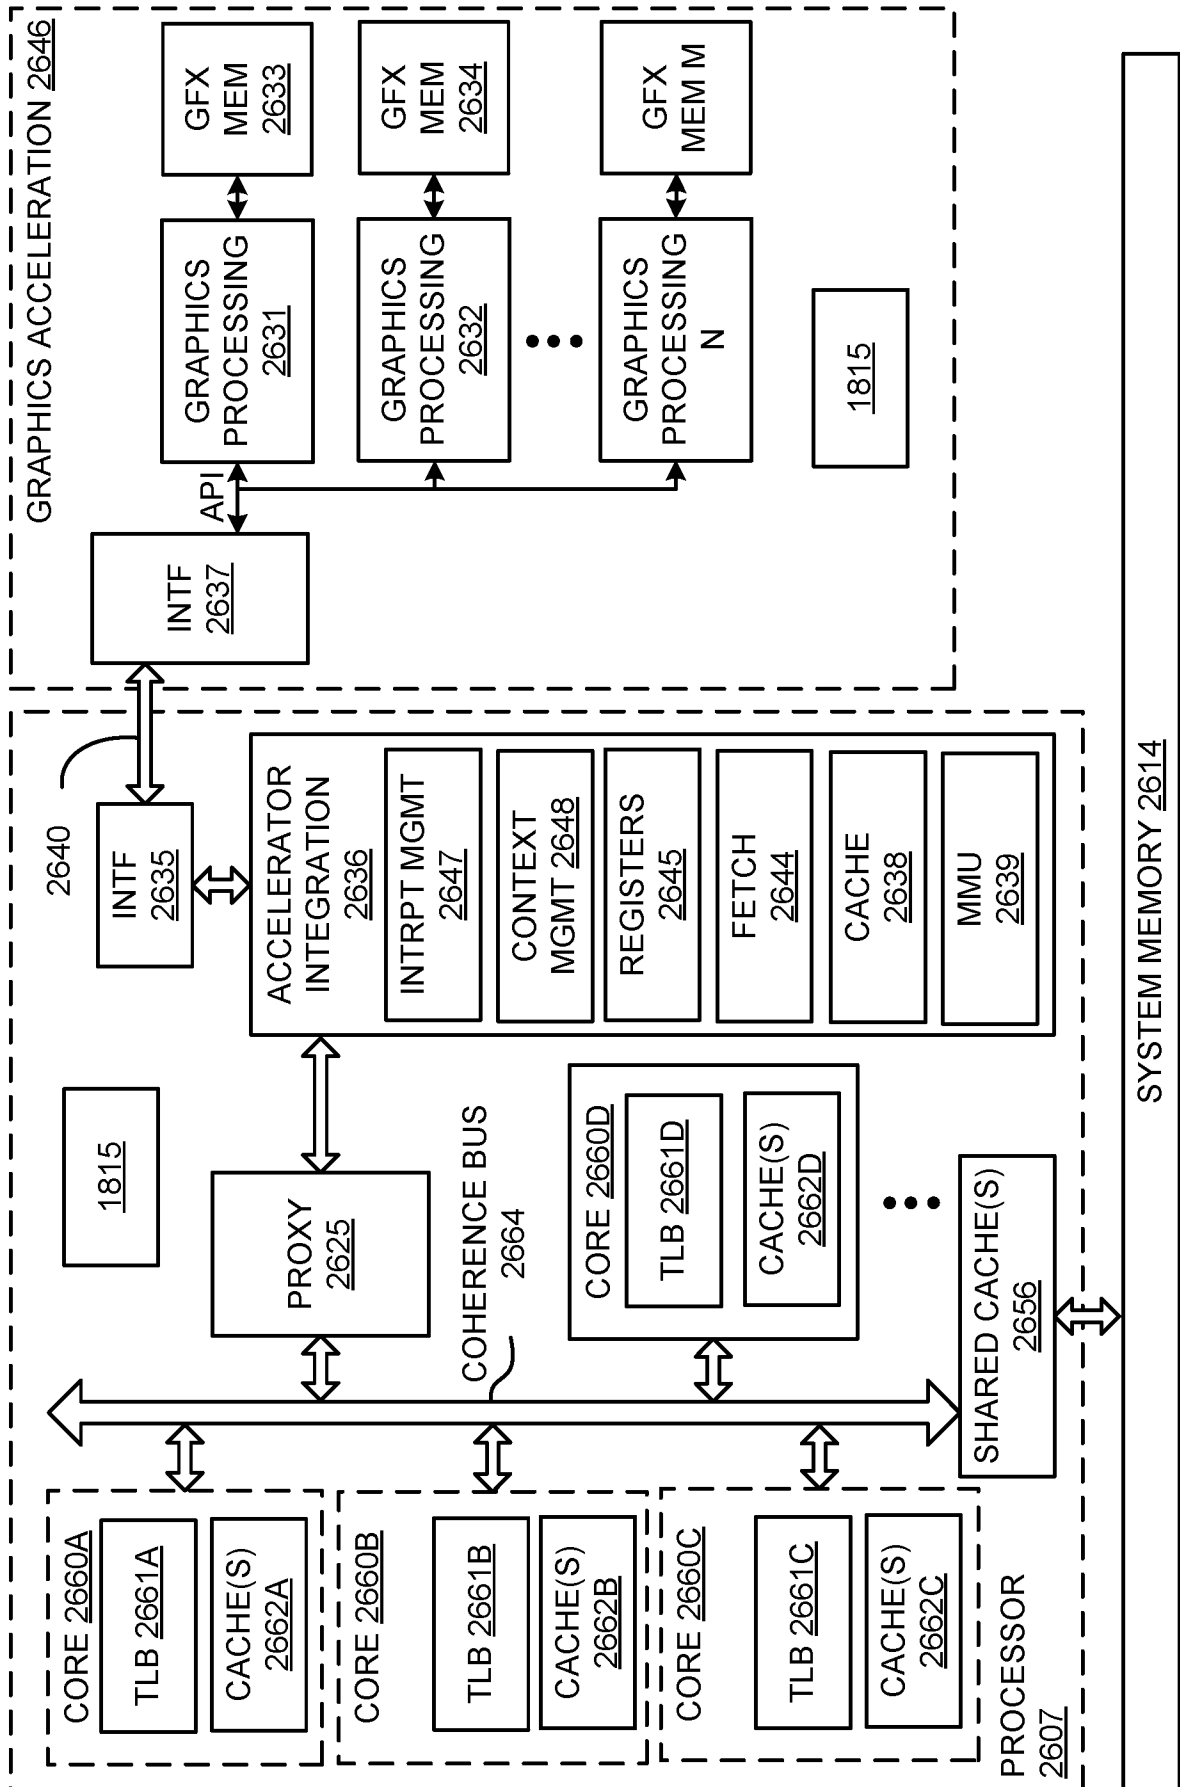 PROCESSOR
2607
CORE 2660A
TLB 2661A
CACHE(S)
2662A
CORE 2660B
TLB 2661B
CACHE(S)
2662B
CORE 2660C
TLB 2661C
CACHE(S)
2662C
COHERENCE BUS
2664
SHARED CACHE(S)
2656
PROXY
2625
1815
CORE 2660D
TLB 2661D
CACHE(S)
2662D
INTF
2635
2640
ACCELERATOR
INTEGRATION
2636
INTRPT MGMT
2647
CONTEXT
MGMT 2648
REGISTERS
2645
FETCH
2644
CACHE
2638
MMU
2639
SYSTEM MEMORY 2614
GRAPHICS ACCELERATION 2646
INTF
2637
API
GRAPHICS
PROCESSING
2631
GFX
MEM
2633
GRAPHICS
PROCESSING
2632
GFX
MEM
2634
GRAPHICS
PROCESSING
N
GFX
MEM M
1815